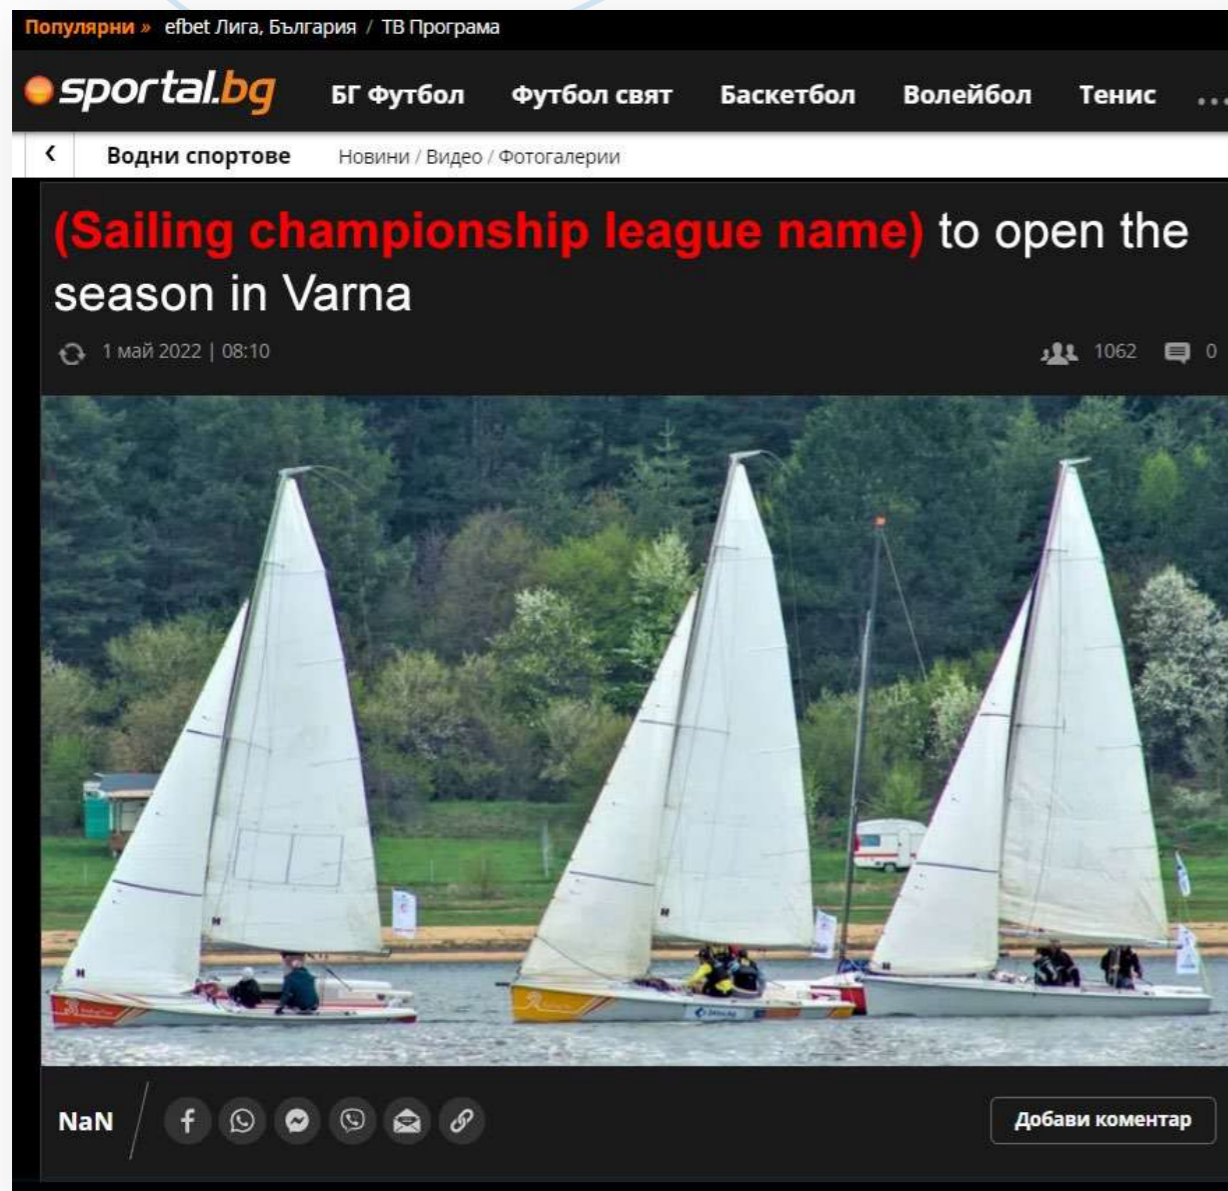 Популярни » efbet Лига, България / ТВ Програма
sportal.bg БГ Футбол Футбол свят Баскетбол Волейбол Тенис ...
‹ Водни спортове Новини / Видео / Фотогалерии
(Sailing championship league name) to open the
season in Varna
1 май 2022 | 08:10 1062 0
NaN
Добави коментар